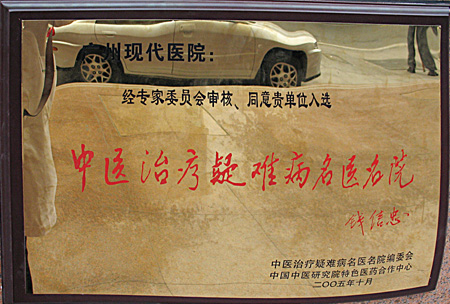 广州现代医院：
经专家委员会审核、同意贵单位入选
中医治疗疑难病名医名院
钱信忠
中医治疗疑难病名医名院编委会
中国中医研究院特色医药合作中心
二〇〇五年十月